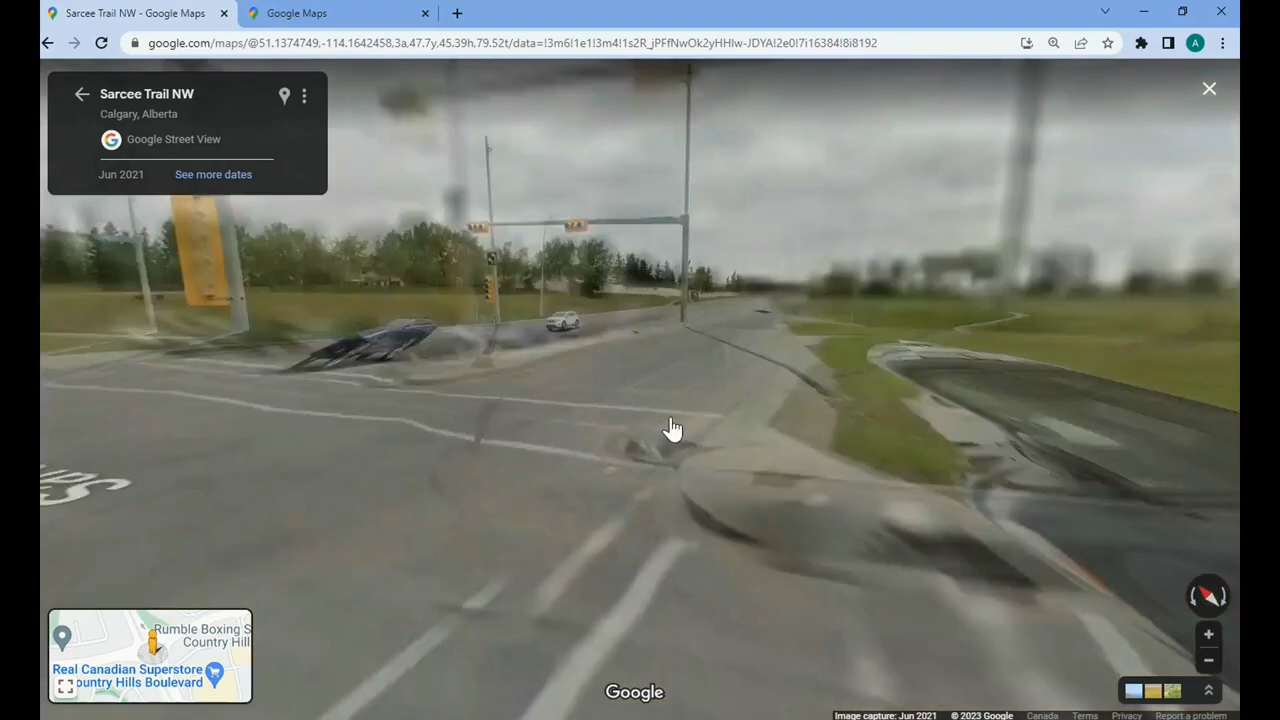 Sarcee Trail NW - Google Maps
Google Maps
google.com/maps/@51.1374749,-114.1642458,3a,47.7y,45.39h,79.52t/data=!3m6!1e1!3m4!1s2R_jPFfNwOk2yHHIw-JDYA!2e0!7i16384!8i8192
A
Sarcee Trail NW
Calgary, Alberta
Google Street View
Jun 2021 See more dates
Rumble Boxing S
Country Hill
Real Canadian Superstore
ountry Hills Boulevard
Google
Image capture: Jun 2021 © 2023 Google Canada Terms Privacy Report a problem